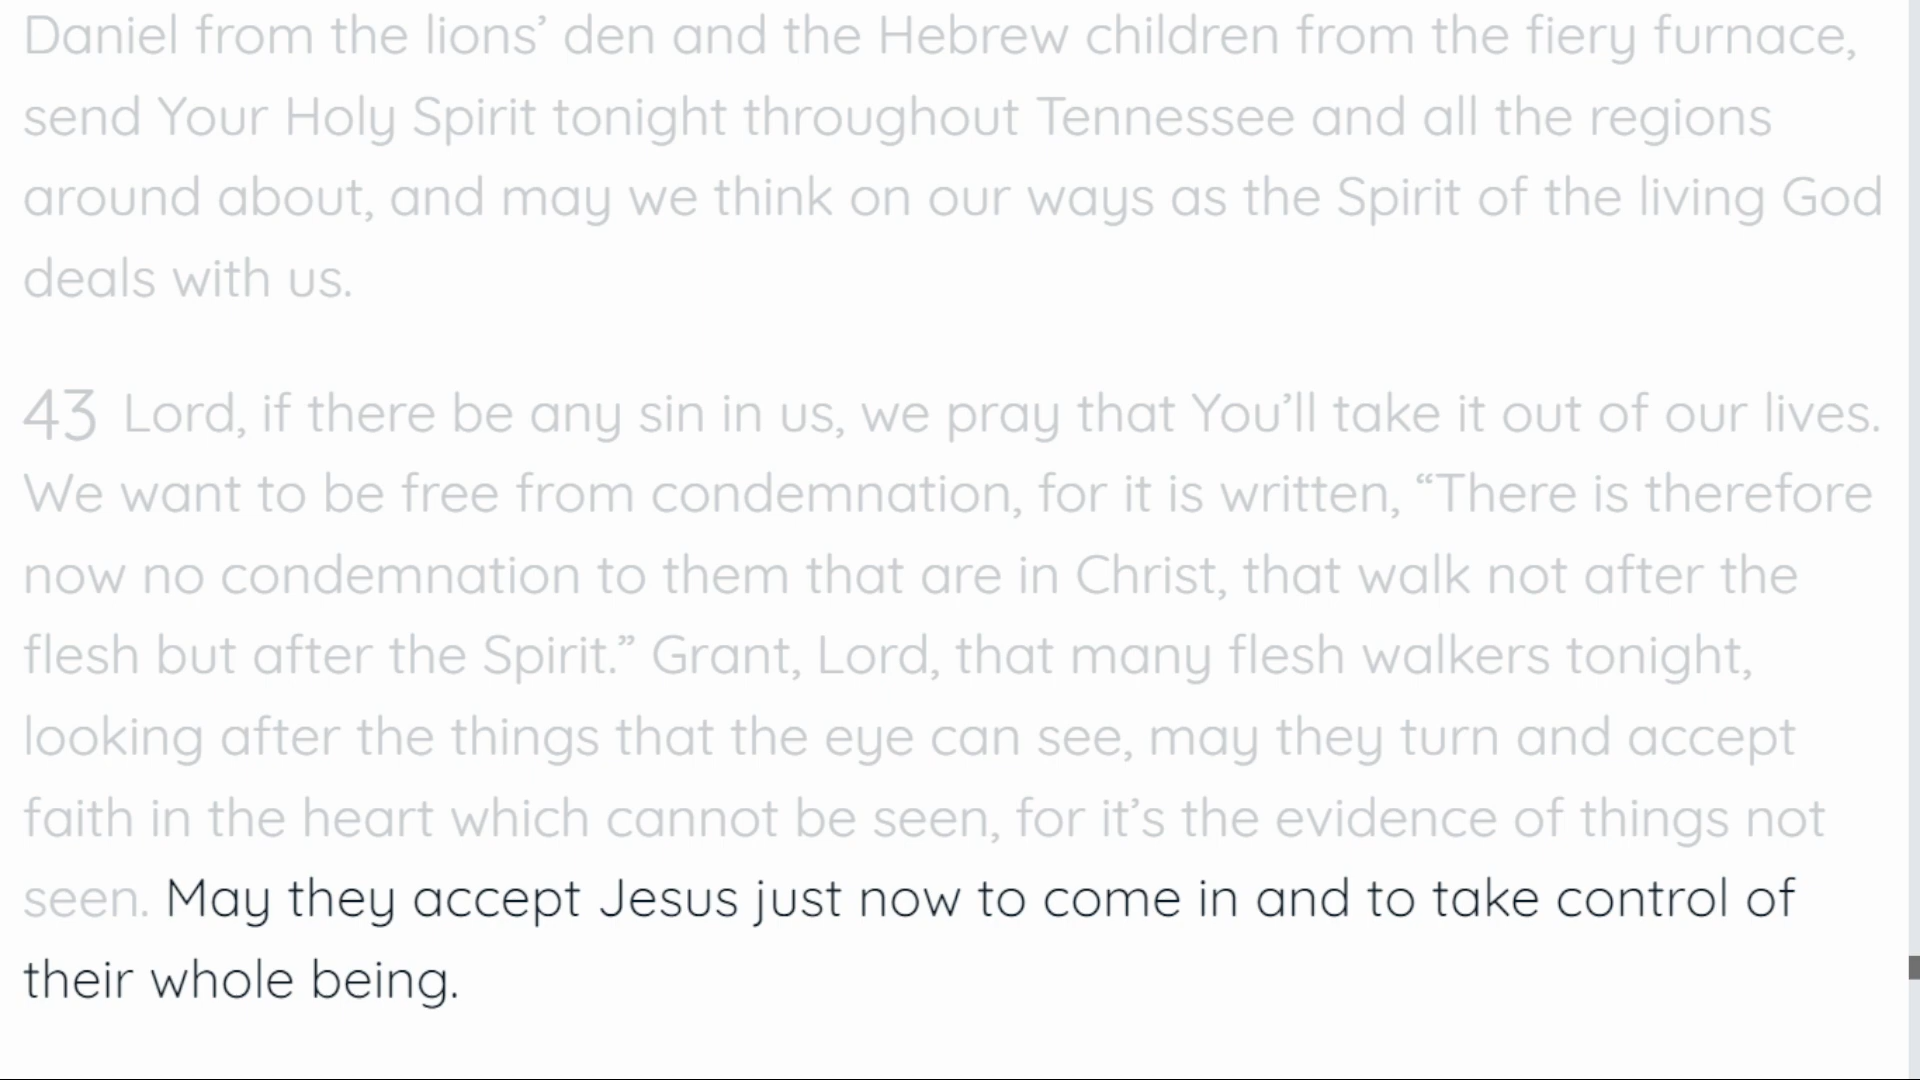 Daniel from the lions’ den and the Hebrew children from the fiery furnace,
send Your Holy Spirit tonight throughout Tennessee and all the regions
around about, and may we think on our ways as the Spirit of the living God
deals with us.
43 Lord, if there be any sin in us, we pray that You’ll take it out of our lives.
We want to be free from condemnation, for it is written, “There is therefore
now no condemnation to them that are in Christ, that walk not after the
flesh but after the Spirit.” Grant, Lord, that many flesh walkers tonight,
looking after the things that the eye can see, may they turn and accept
faith in the heart which cannot be seen, for it’s the evidence of things not
seen. May they accept Jesus just now to come in and to take control of
their whole being.